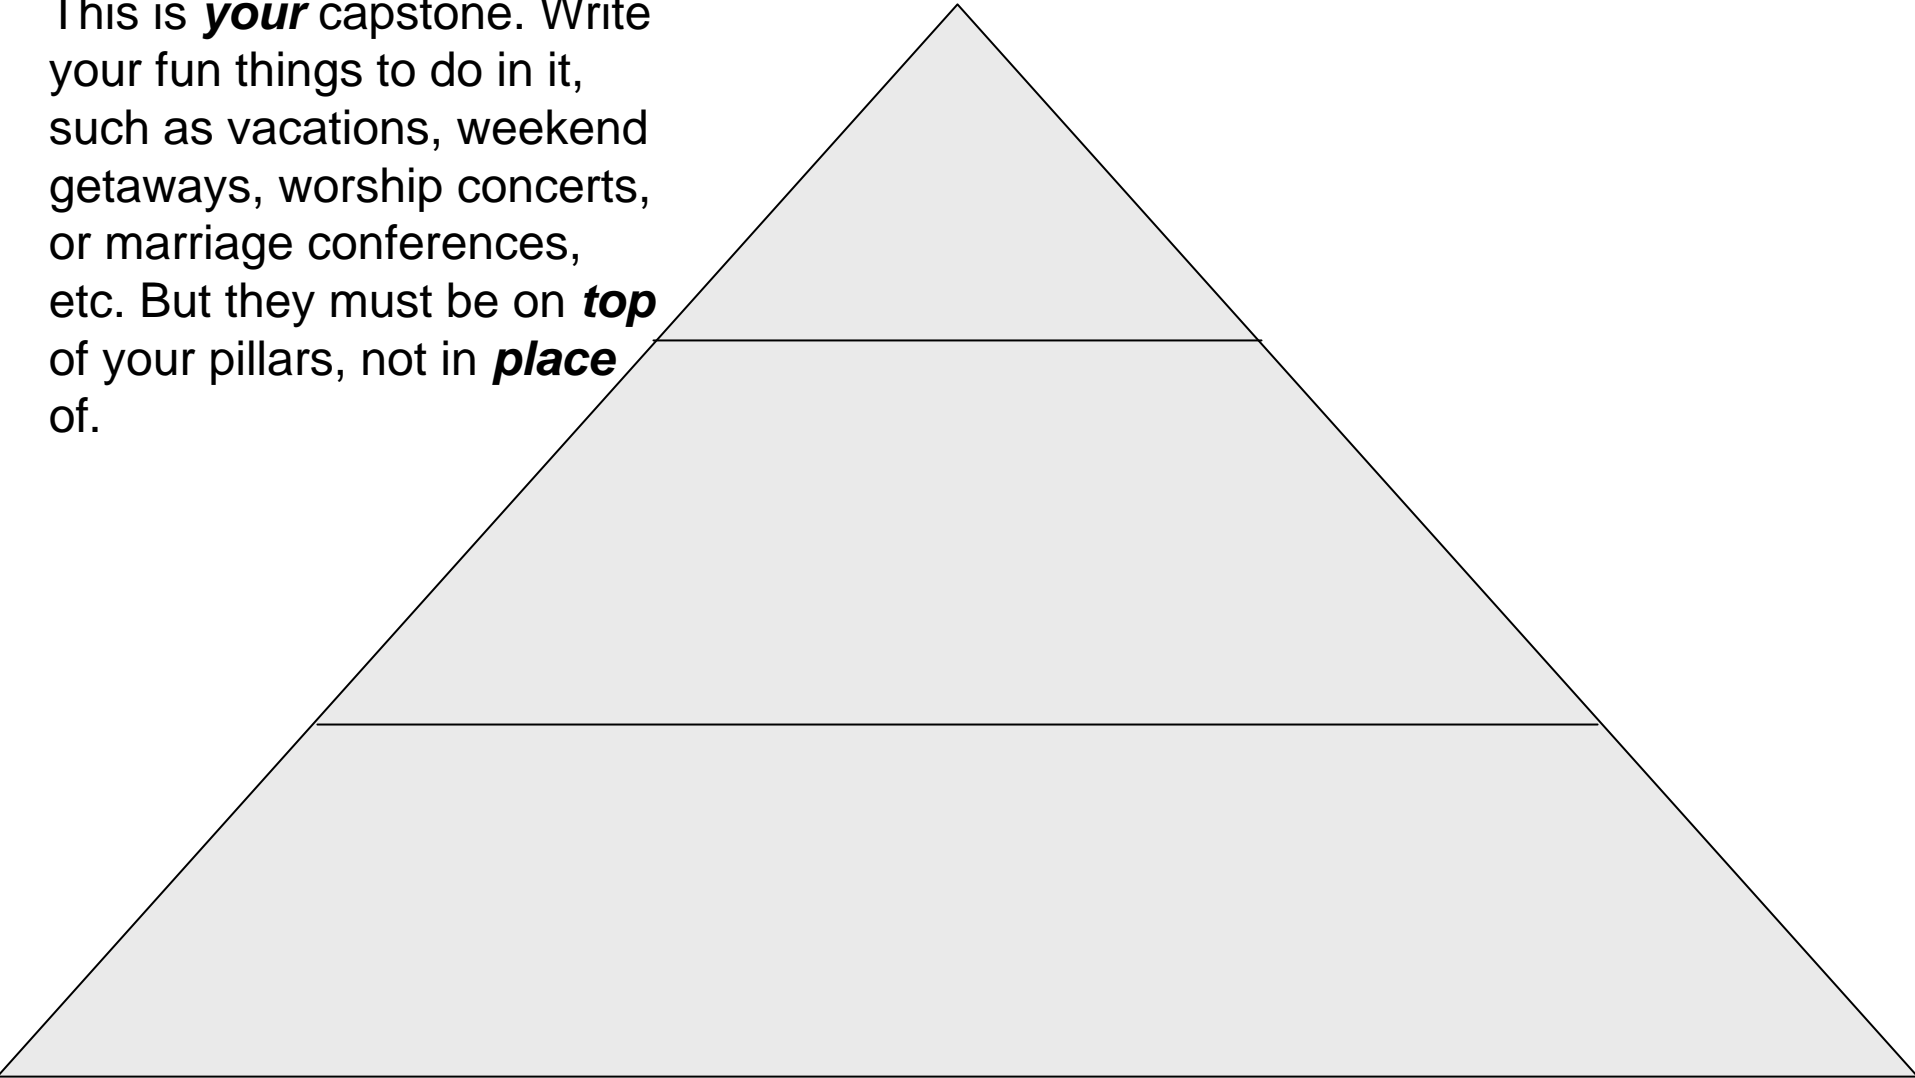 This is your capstone. Write
your fun things to do in it,
such as vacations, weekend
getaways, worship concerts,
or marriage conferences,
etc. But they must be on top
of your pillars, not in place
of.